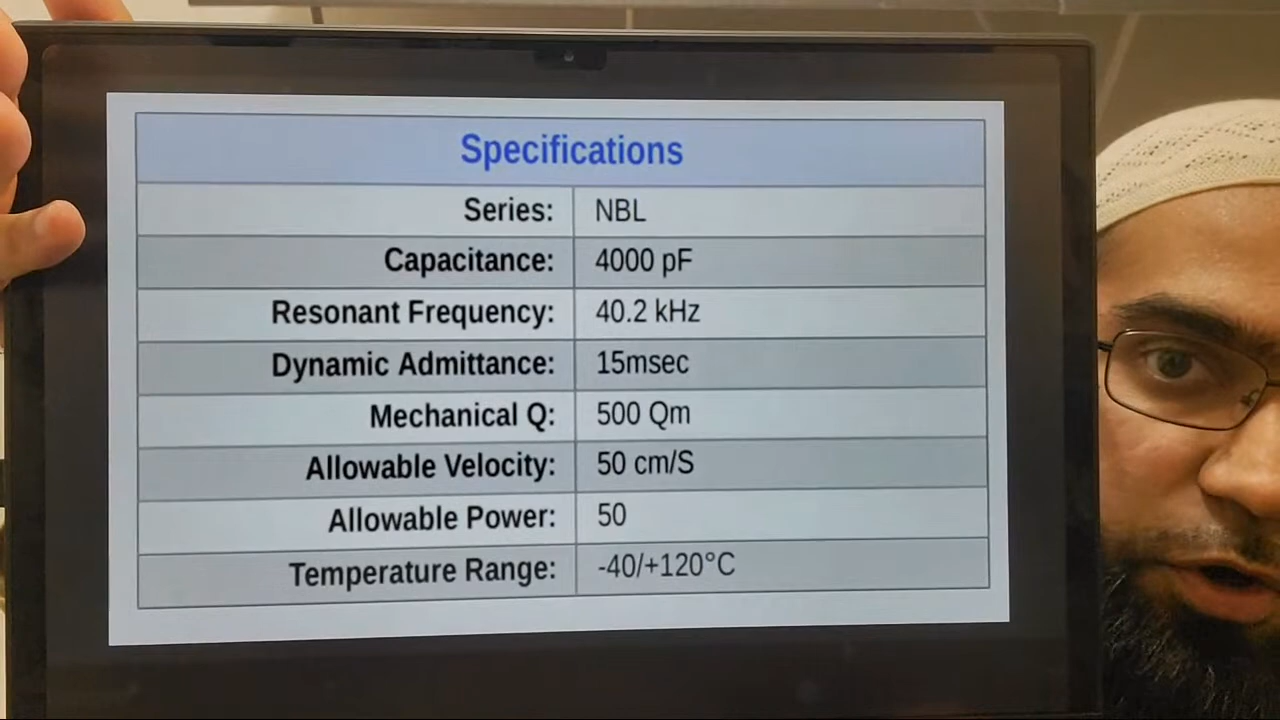 Specifications
Series: NBL
Capacitance: 4000 pF
Resonant Frequency: 40.2 kHz
Dynamic Admittance: 15msec
Mechanical Q: 500 Qm
Allowable Velocity: 50 cm/S
Allowable Power: 50
Temperature Range: -40/+120°C